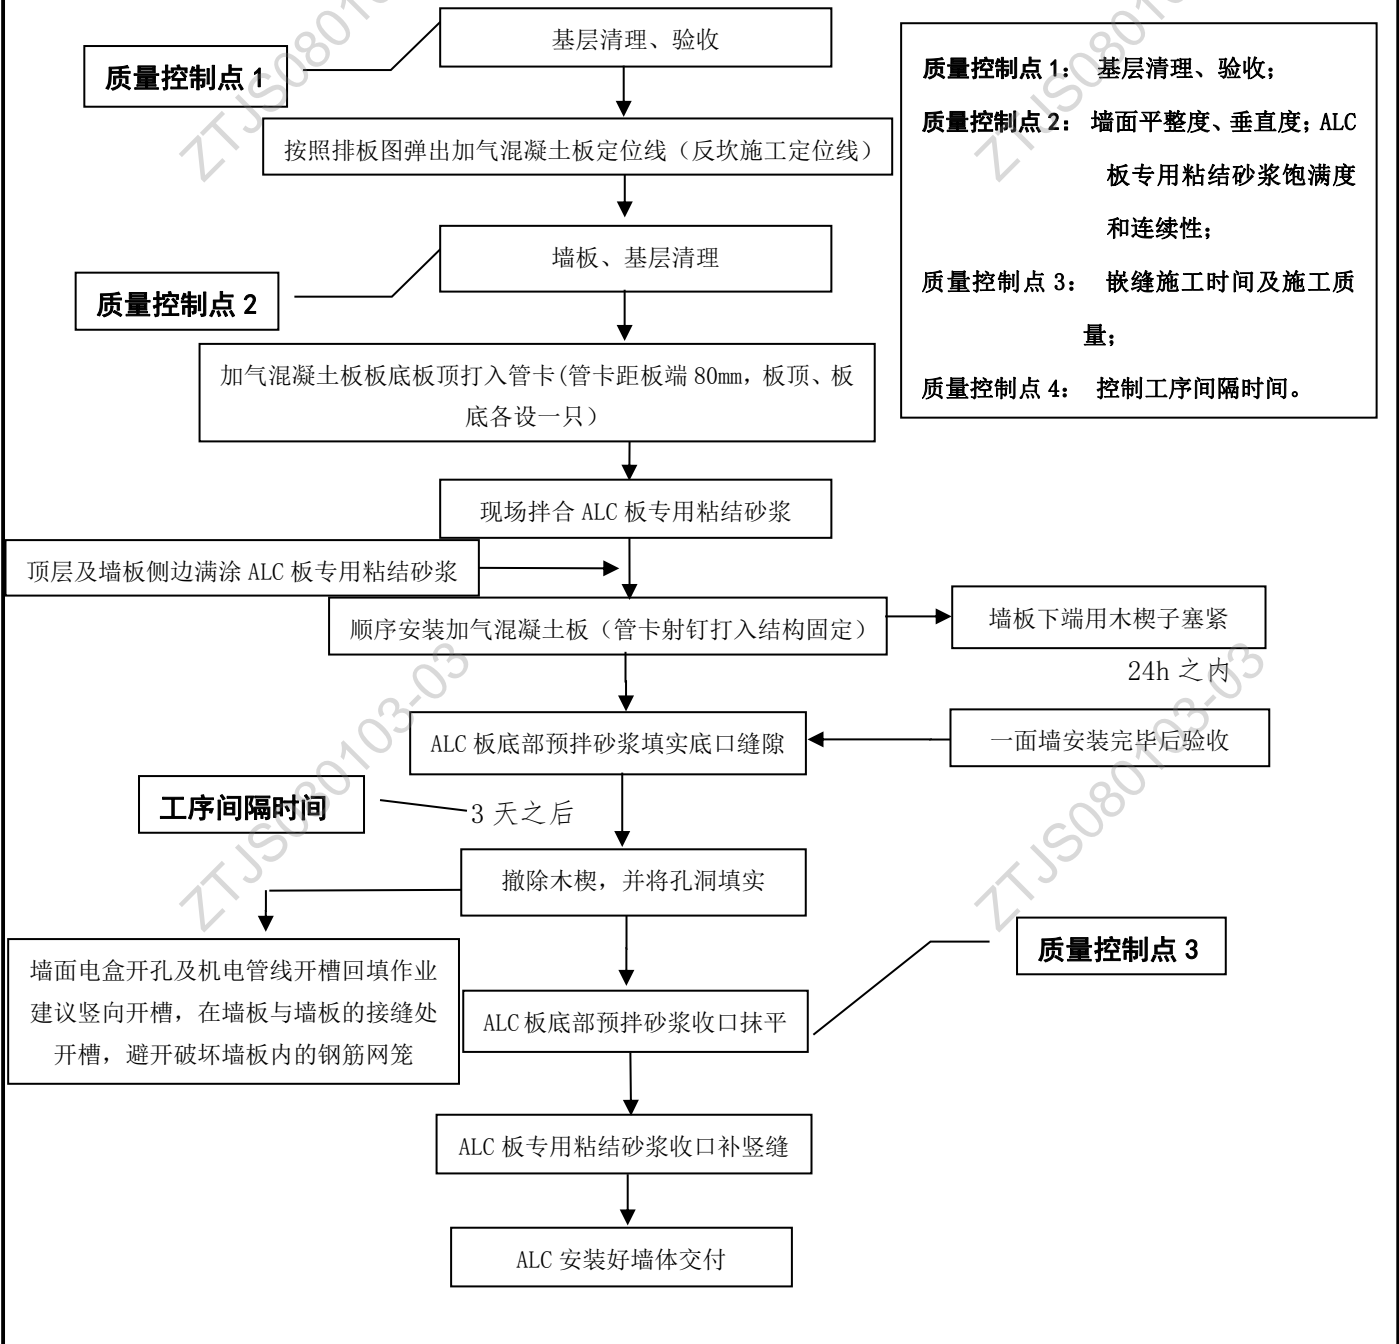 基层清理、验收
质量控制点 1
按照排板图弹出加气混凝土板定位线（反坎施工定位线）
墙板、基层清理
质量控制点 2
加气混凝土板板底板顶打入管卡(管卡距板端 80mm，板顶、板
底各设一只）
现场拌合 ALC 板专用粘结砂浆
顶层及墙板侧边满涂 ALC 板专用粘结砂浆
顺序安装加气混凝土板（管卡射钉打入结构固定）
墙板下端用木楔子塞紧
24h 之内
ALC 板底部预拌砂浆填实底口缝隙
一面墙安装完毕后验收
工序间隔时间
3 天之后
撤除木楔，并将孔洞填实
墙面电盒开孔及机电管线开槽回填作业
建议竖向开槽，在墙板与墙板的接缝处
开槽，避开破坏墙板内的钢筋网笼
质量控制点 3
ALC 板底部预拌砂浆收口抹平
ALC 板专用粘结砂浆收口补竖缝
ALC 安装好墙体交付
质量控制点 1： 基层清理、验收；
质量控制点 2： 墙面平整度、垂直度；ALC
板专用粘结砂浆饱满度
和连续性；
质量控制点 3： 嵌缝施工时间及施工质
量；
质量控制点 4： 控制工序间隔时间。
ZTJS080103-03
ZTJS080103-03